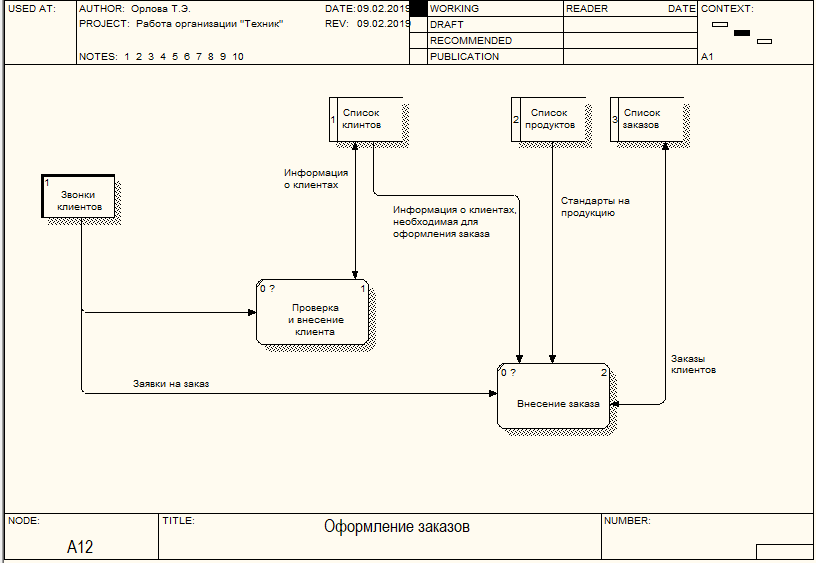 USED AT:
AUTHOR: Орлова Т.Э.
DATE: 09.02.2019
PROJECT: Работа организации "Техник"
REV: 09.02.2019
NOTES: 1 2 3 4 5 6 7 8 9 10
WORKING
DRAFT
RECOMMENDED
PUBLICATION
READER
DATE
CONTEXT:
A1
1
Список
клинтов
2
Список
продуктов
3
Список
заказов
1
Звонки
клиентов
Информация
о клиентах
Информация о клиентах,
необходимая для
оформления заказа
Стандарты на
продукцию
0 ?
1
Проверка
и внесение
клиента
Заказы
клиентов
Заявки на заказ
0 ?
2
Внесение заказа
NODE:
A12
TITLE:
Оформление заказов
NUMBER: